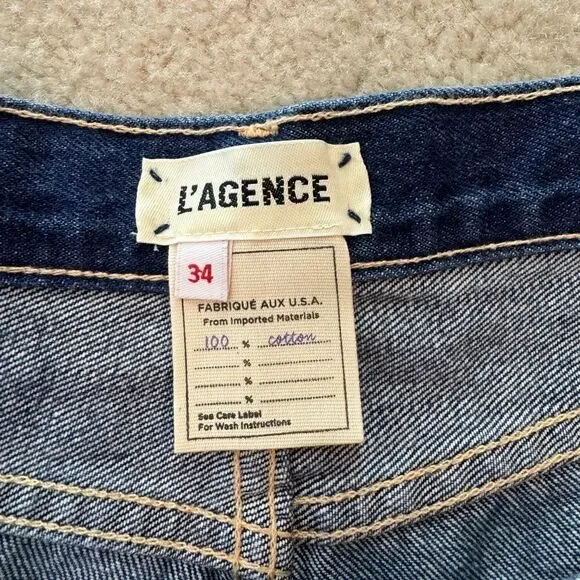 L'AGENCE
34
FABRIQUÉ AUX U.S.A.
From Imported Materials
100 % cotton
%
%
%
See Care Label
For Wash Instructions